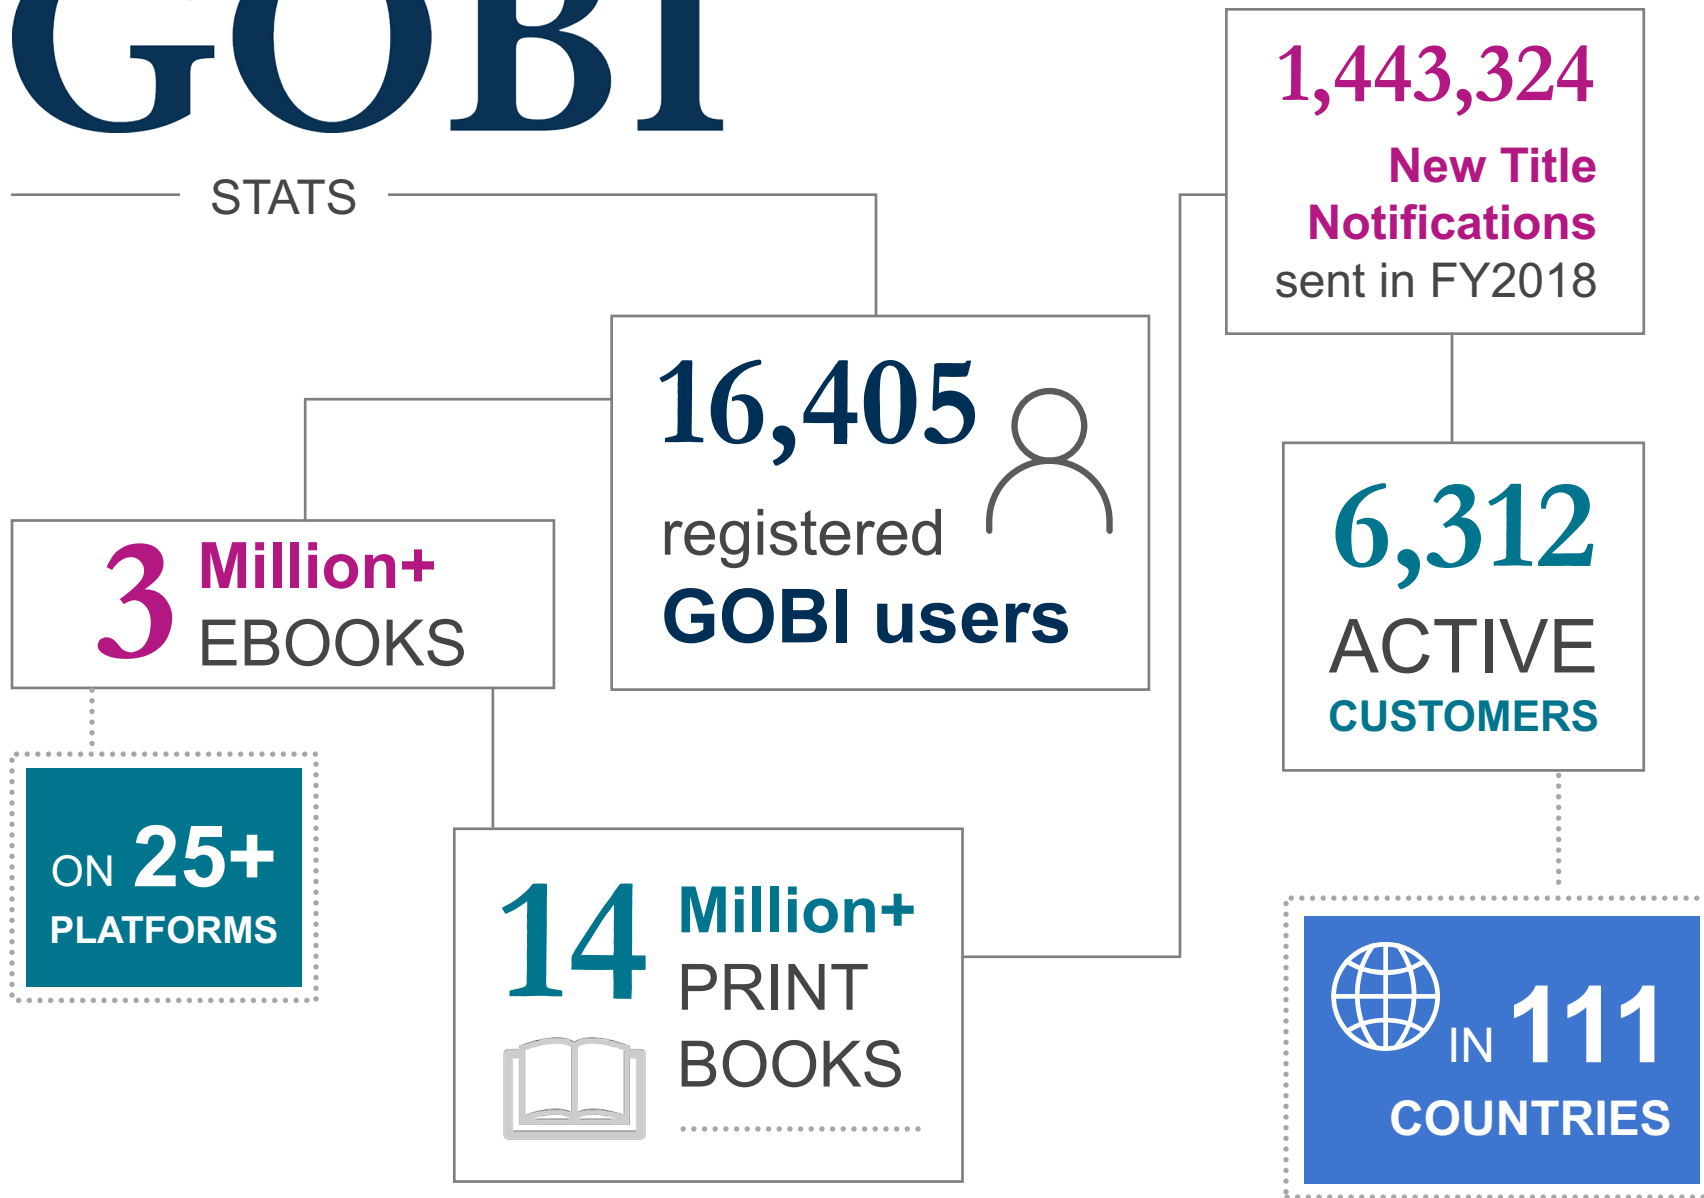 GOBI
STATS
16,405
registered
GOBI users
3 Million+
EBOOKS
ON 25+
PLATFORMS
14 Million+
PRINT
BOOKS
1,443,324
New Title
Notifications
sent in FY2018
6,312
ACTIVE
CUSTOMERS
IN 111
COUNTRIES